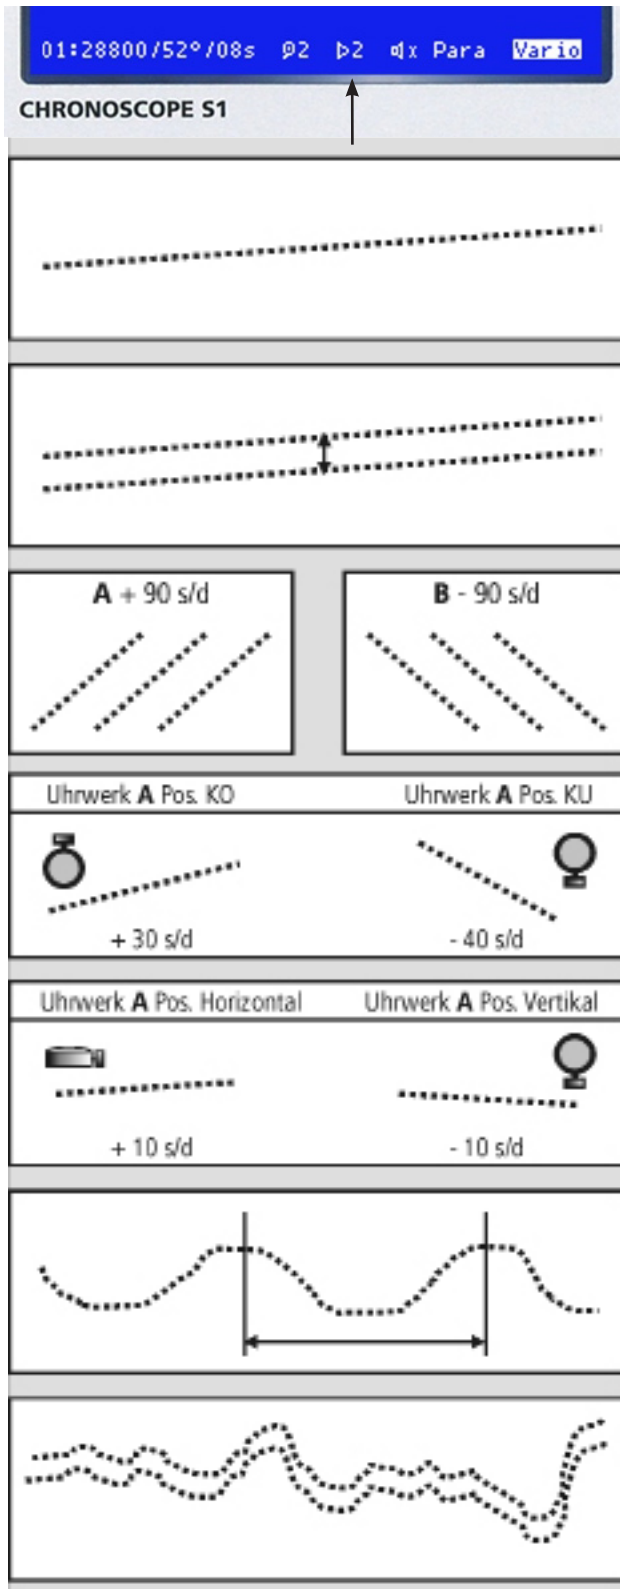 01:28800/52°/08s 2 2 x Para Vario
CHRONOSCOPE S1
A + 90 s/d
B - 90 s/d
Uhrwerk A Pos. KO
Uhrwerk A Pos. KU
+ 30 s/d
- 40 s/d
Uhrwerk A Pos. Horizontal
Uhrwerk A Pos. Vertikal
+ 10 s/d
- 10 s/d